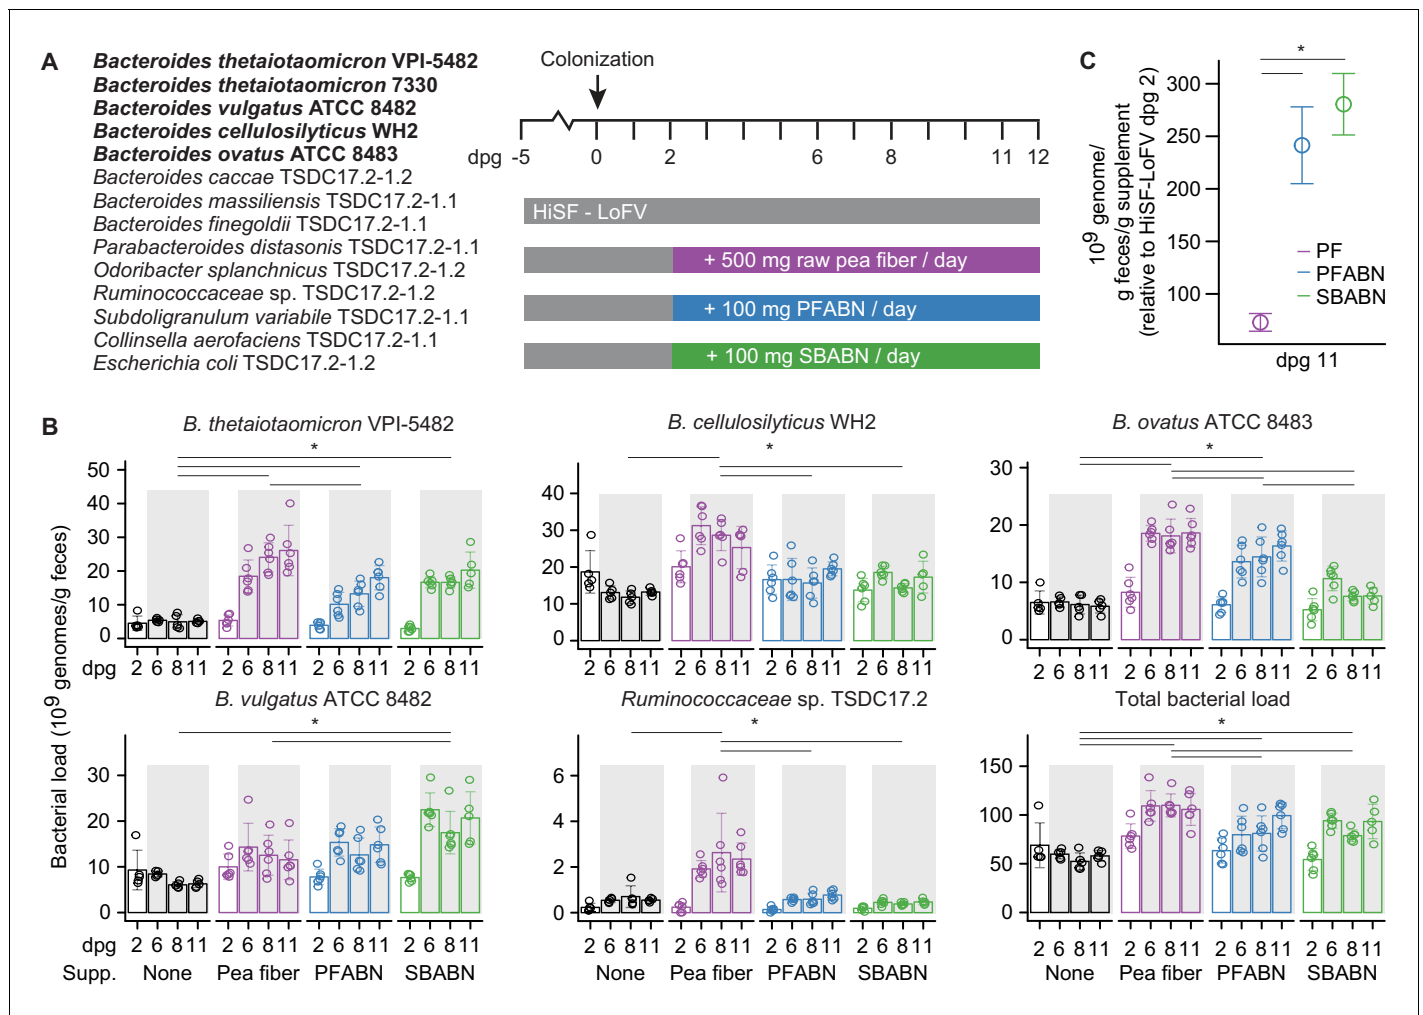 A
Bacteroides thetaiotaomicron VPI-5482
Bacteroides thetaiotaomicron 7330
Bacteroides vulgatus ATCC 8482
Bacteroides cellulosilyticus WH2
Bacteroides ovatus ATCC 8483
Bacteroides caccae TSDC17.2-1.2
Bacteroides massiliensis TSDC17.2-1.1
Bacteroides finegoldii TSDC17.2-1.1
Parabacteroides distasonis TSDC17.2-1.1
Odoribacter splanchnicus TSDC17.2-1.2
Ruminococcaceae sp. TSDC17.2-1.2
Subdoligranulum variabile TSDC17.2-1.1
Collinsella aerofaciens TSDC17.2-1.1
Escherichia coli TSDC17.2-1.2
Colonization
dpg -5 0 2 6 8 11 12
HiSF - LoFV
+ 500 mg raw pea fiber / day
+ 100 mg PFABN / day
+ 100 mg SBABN / day
C
10⁹ genome/
g feces/g supplement
(relative to HiSF-LoFV dpg 2)
300
250
200
150
100
*
PF
PFABN
SBABN
dpg 11
B
Bacterial load (10⁹ genomes/g feces)
B. thetaiotaomicron VPI-5482
*
50
40
30
20
10
0
dpg 2 6 8 11 2 6 8 11 2 6 8 11 2 6 8 11
B. cellulosilyticus WH2
*
40
30
20
10
0
2 6 8 11 2 6 8 11 2 6 8 11 2 6 8 11
B. ovatus ATCC 8483
*
30
20
10
0
2 6 8 11 2 6 8 11 2 6 8 11 2 6 8 11
B. vulgatus ATCC 8482
*
30
20
10
0
dpg 2 6 8 11 2 6 8 11 2 6 8 11 2 6 8 11
Supp. None Pea fiber PFABN SBABN
Ruminococcaceae sp. TSDC17.2
*
6
4
2
0
2 6 8 11 2 6 8 11 2 6 8 11 2 6 8 11
None Pea fiber PFABN SBABN
Total bacterial load
*
150
100
50
0
2 6 8 11 2 6 8 11 2 6 8 11 2 6 8 11
None Pea fiber PFABN SBABN